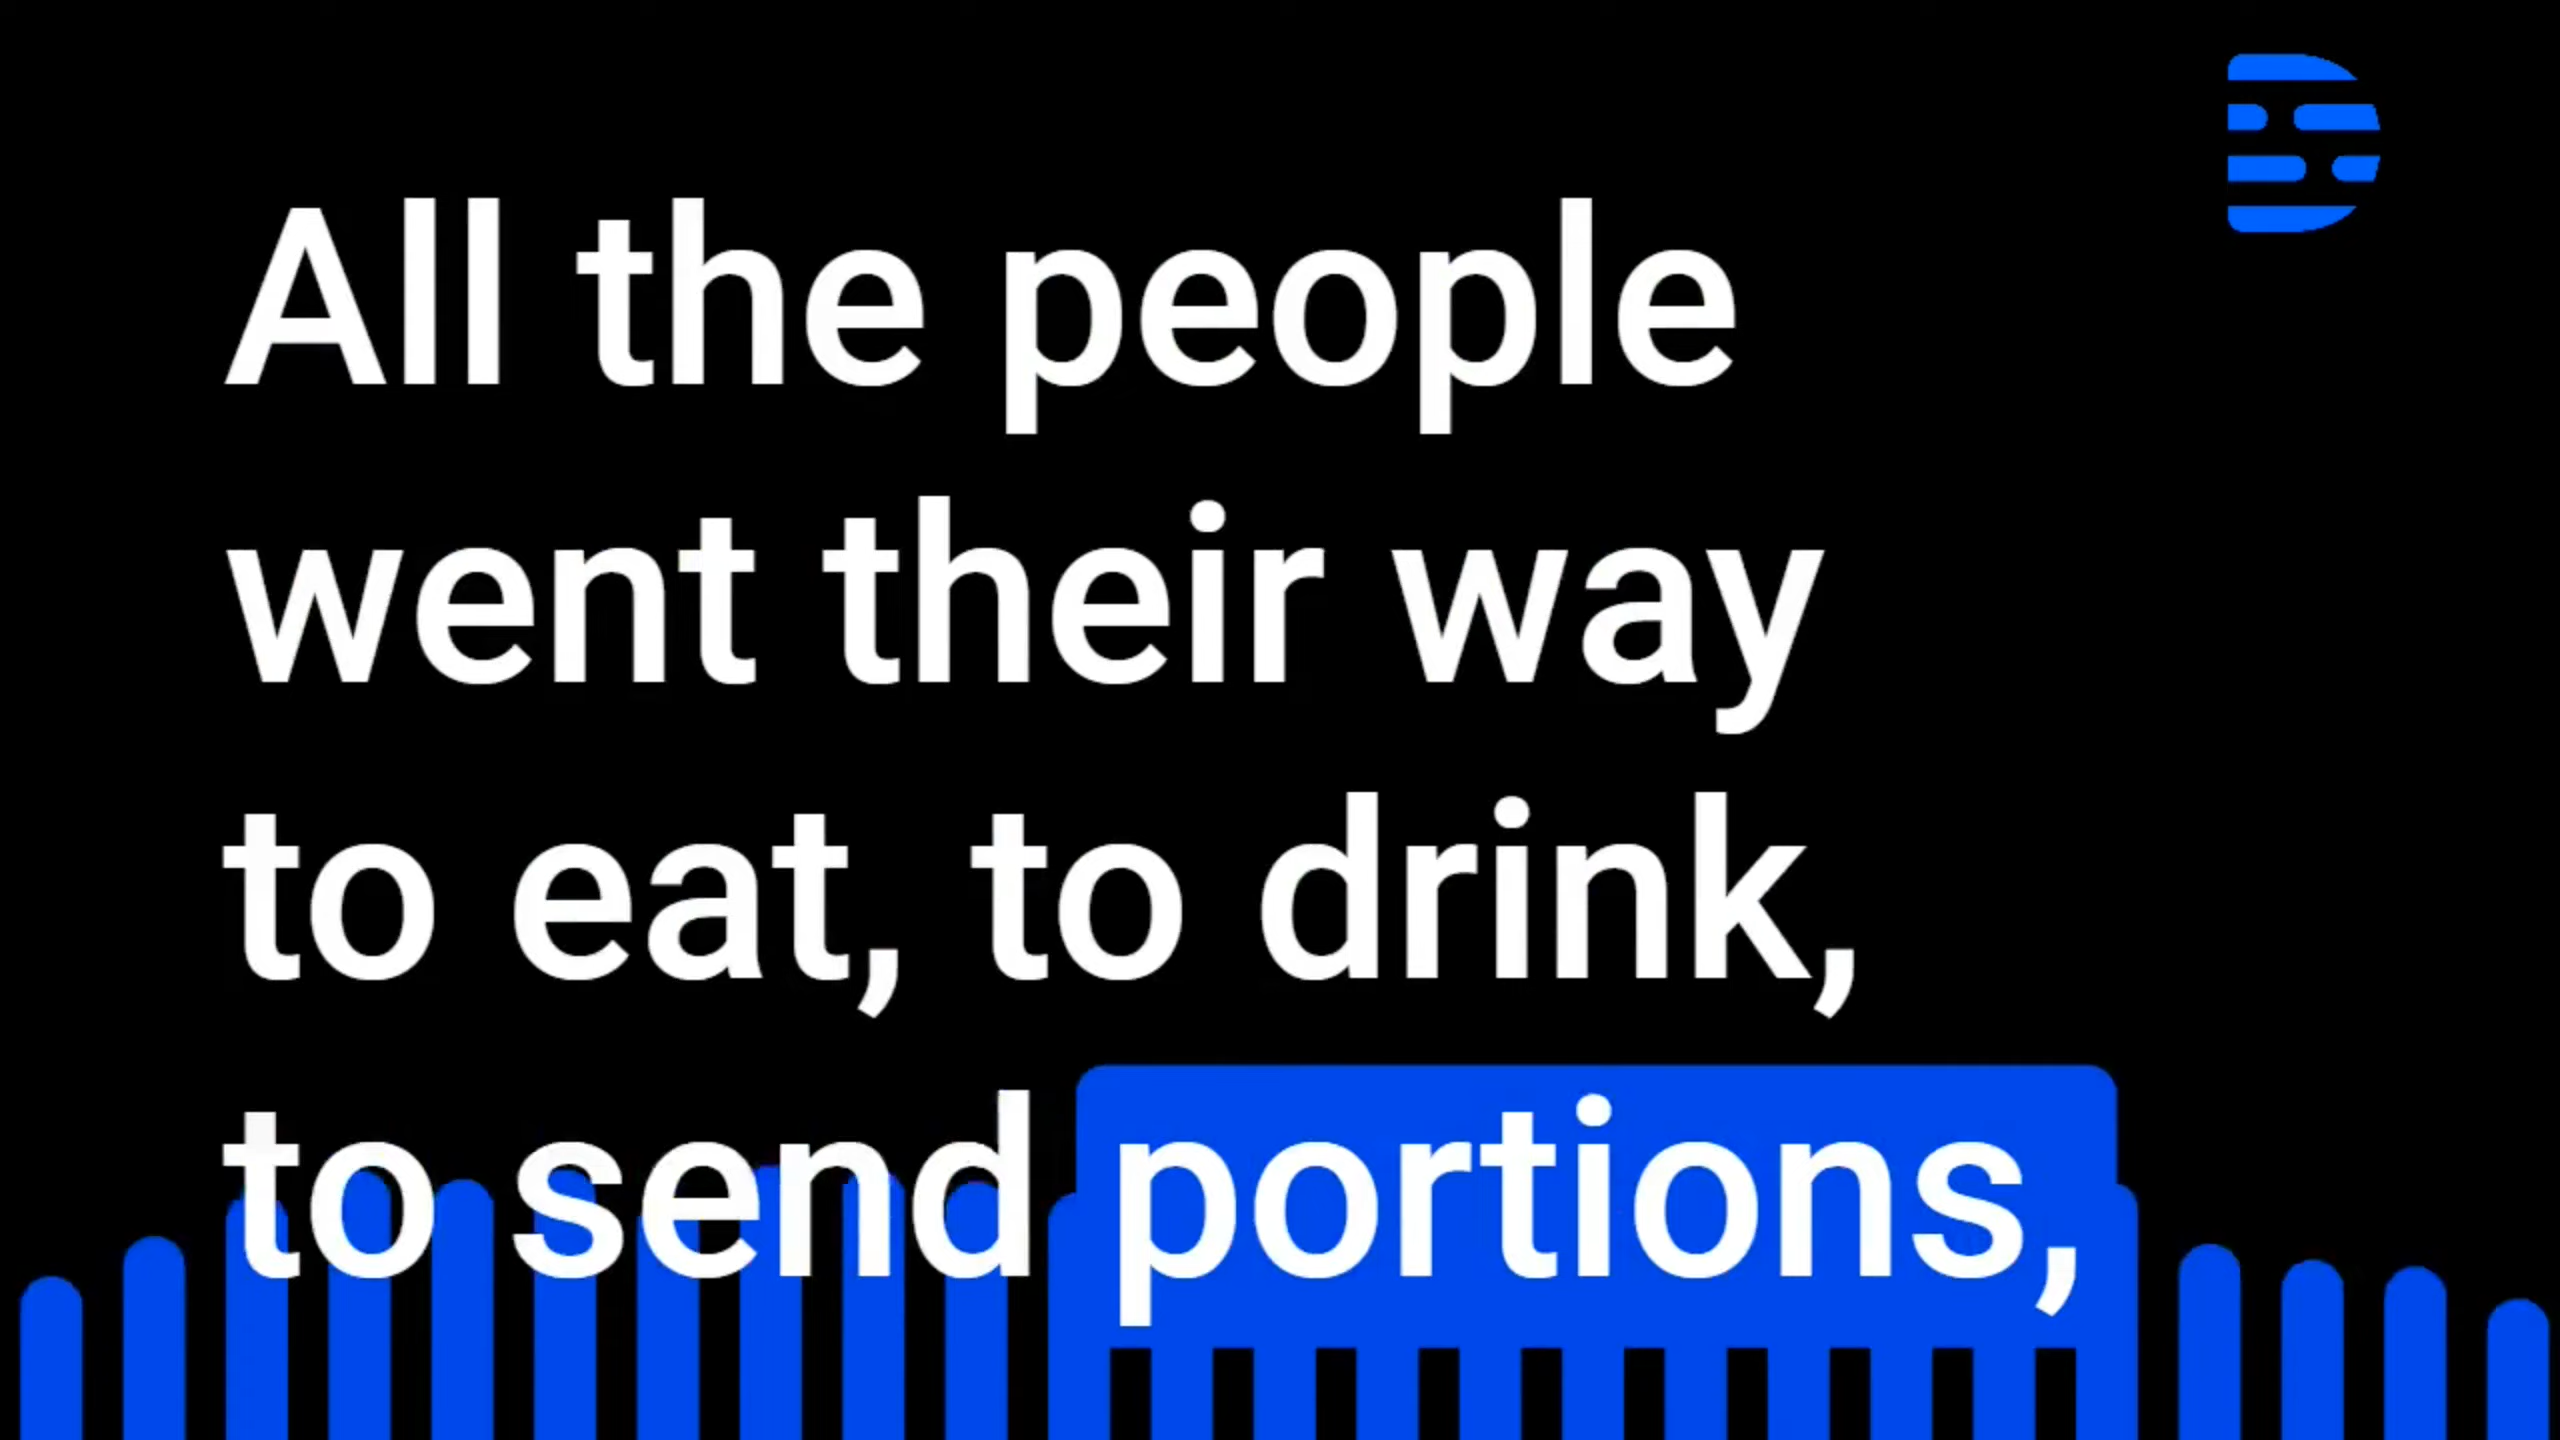 All the people
went their way
to eat, to drink,
to send portions,